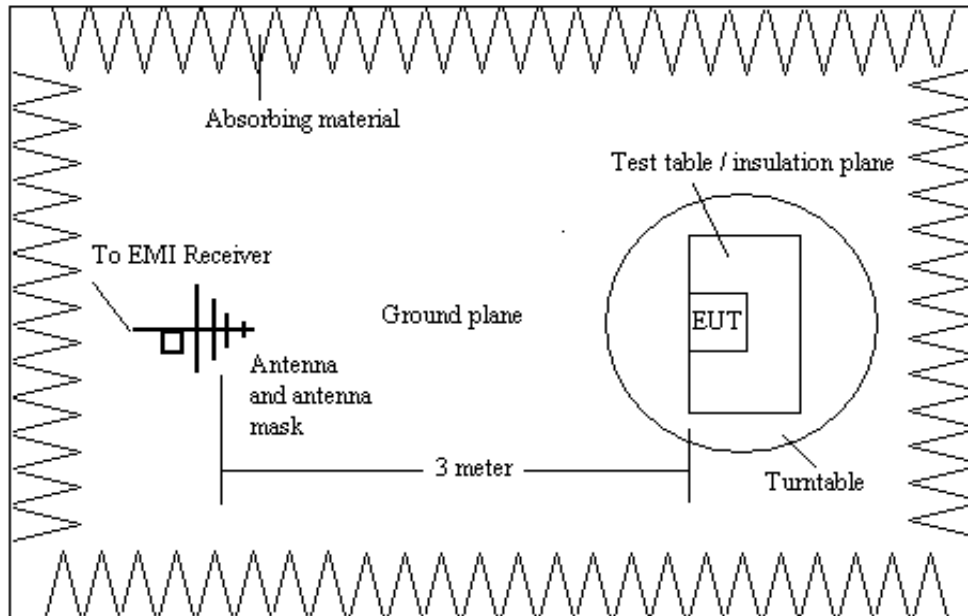 Absorbing material
Test table / insulation plane
To EMI Receiver
Ground plane
EUT
Antenna
and antenna
mask
3 meter
Turntable